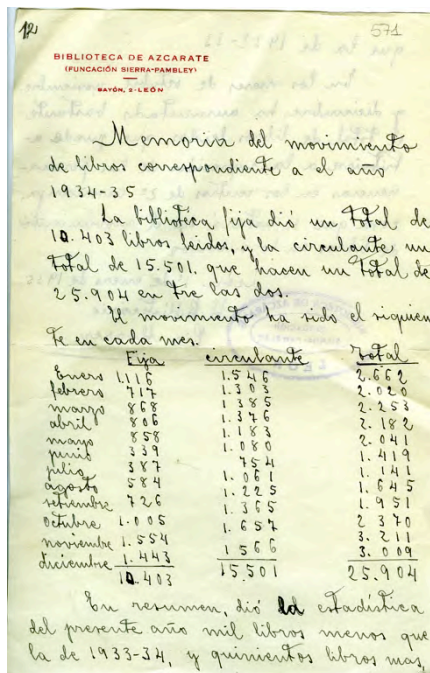 12
571
BIBLIOTECA DE AZCARATE
(FUNCACIÓN SIERRA-PAMBLEY)
BAYÓN, 2-LEÓN
Memoria del movimiento
de libros correspondiente a el año
1934-35
La biblioteca fija dió un total de
10.403 libros leidos, y la circulante un
total de 15.501. que hacen un total de
25.904 en tre las dos.
El movimiento ha sido el siguien
te en cada mes.
Fija circulante total
Enero 1.116 1.546 2.662
febrero 717 1.303 2.020
marzo 868 1.385 2.253
abril 806 1.376 2.182
mayo 858 1.183 2.041
junio 339 1.080 1.419
julio 387 754 1.141
agosto 584 1.061 1.645
setiembre 726 1.225 1.951
octubre 1.005 1.365 2 370
noviembre 1.554 1.657 3.211
diciembre 1.443 1 566 3.009
10.403 15.501 25.904
En resumen, dió la estadística
del presente año mil libros menos que
la de 1933-34, y quinientos libros mas,